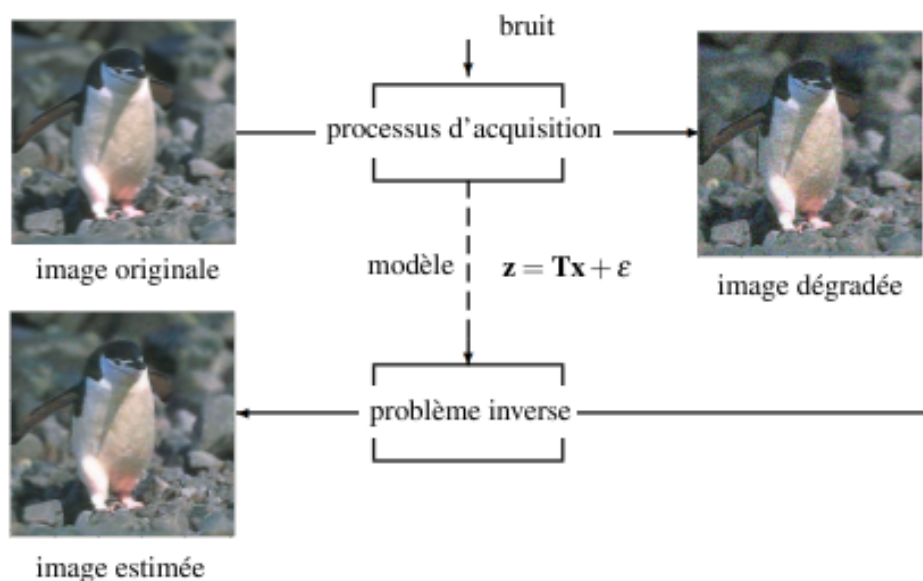 bruit
processus d'acquisition
image originale
modèle
z = Tx + ε
image dégradée
problème inverse
image estimée